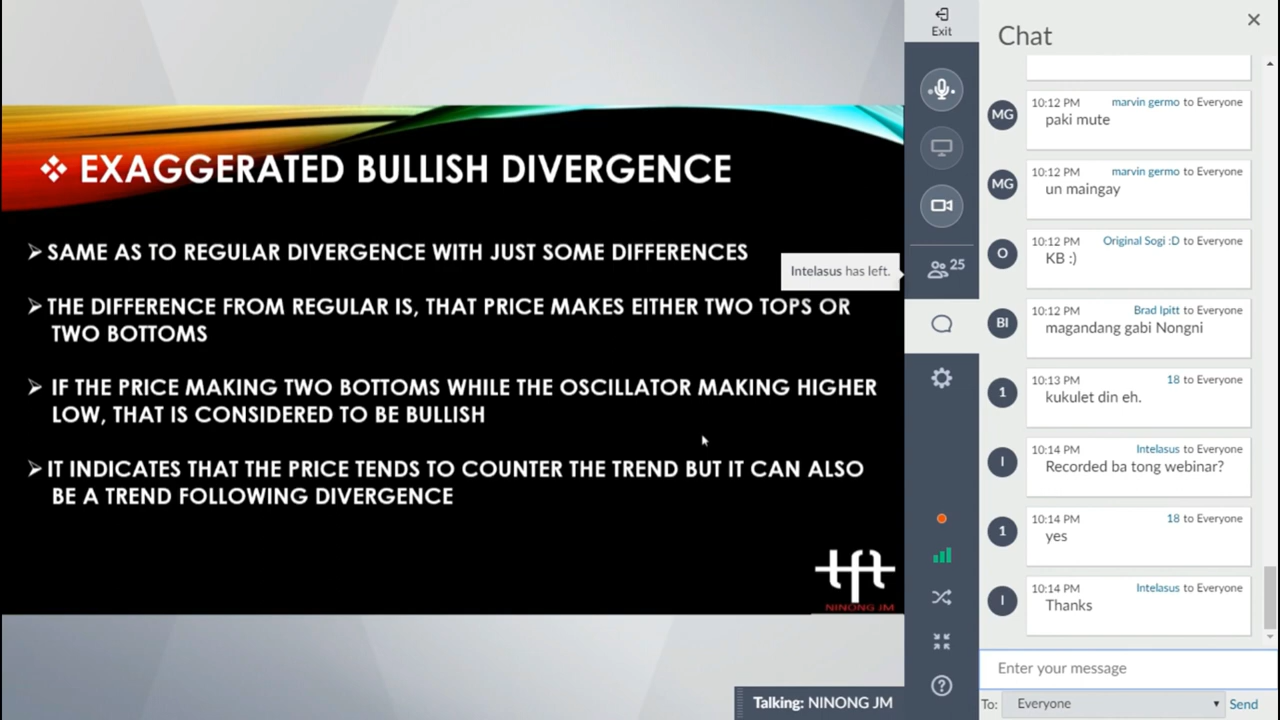 ❖ EXAGGERATED BULLISH DIVERGENCE
➢ SAME AS TO REGULAR DIVERGENCE WITH JUST SOME DIFFERENCES
➢ THE DIFFERENCE FROM REGULAR IS, THAT PRICE MAKES EITHER TWO TOPS OR
TWO BOTTOMS
➢ IF THE PRICE MAKING TWO BOTTOMS WHILE THE OSCILLATOR MAKING HIGHER
LOW, THAT IS CONSIDERED TO BE BULLISH
➢ IT INDICATES THAT THE PRICE TENDS TO COUNTER THE TREND BUT IT CAN ALSO
BE A TREND FOLLOWING DIVERGENCE
tft
NINONG JM
Talking: NINONG JM
Exit
25
Intelasus has left.
Chat
MG
10:12 PM marvin germo to Everyone
paki mute
MG
10:12 PM marvin germo to Everyone
un maingay
O
10:12 PM Original Sogi :D to Everyone
KB :)
BI
10:12 PM Brad Ipitt to Everyone
magandang gabi Nongni
1
10:13 PM 18 to Everyone
kukulet din eh.
I
10:14 PM Intelasus to Everyone
Recorded ba tong webinar?
1
10:14 PM 18 to Everyone
yes
I
10:14 PM Intelasus to Everyone
Thanks
Enter your message
To: Everyone Send